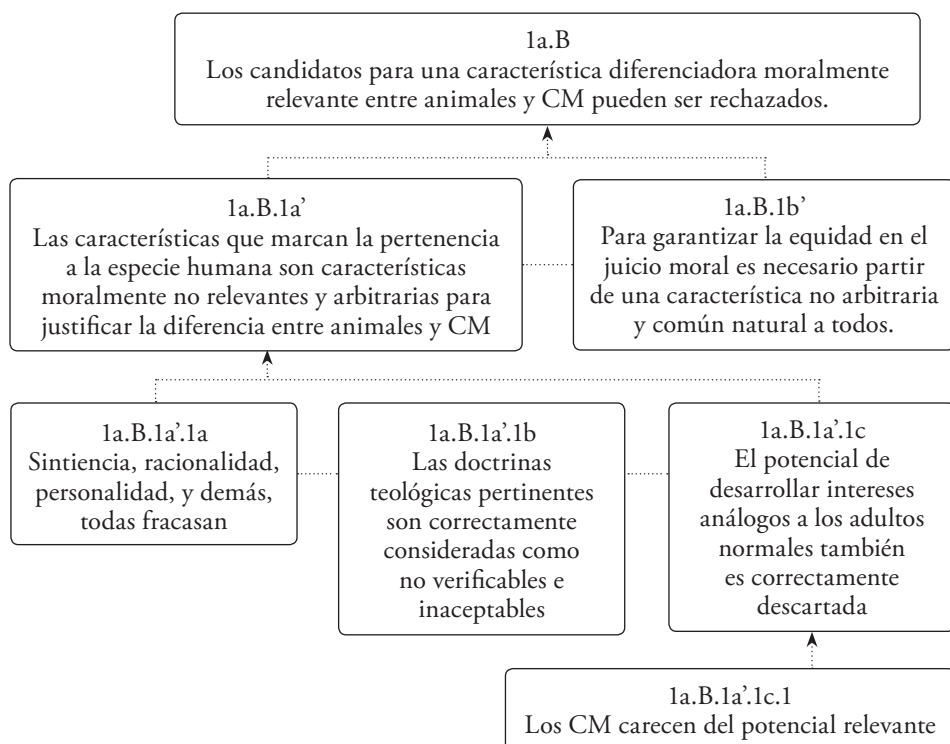 1a.B
Los candidatos para una característica diferenciadora moralmente
relevante entre animales y CM pueden ser rechazados.
1a.B.1a’
Las características que marcan la pertenencia
a la especie humana son características
moralmente no relevantes y arbitrarias para
justificar la diferencia entre animales y CM
1a.B.1b’
Para garantizar la equidad en el
juicio moral es necesario partir
de una característica no arbitraria
y común natural a todos.
1a.B.1a’.1a
Sintiencia, racionalidad,
personalidad, y demás,
todas fracasan
1a.B.1a’.1b
Las doctrinas
teológicas pertinentes
son correctamente
consideradas como
no verificables e
inaceptables
1a.B.1a’.1c
El potencial de
desarrollar intereses
análogos a los adultos
normales también
es correctamente
descartada
1a.B.1a’.1c.1
Los CM carecen del potencial relevante